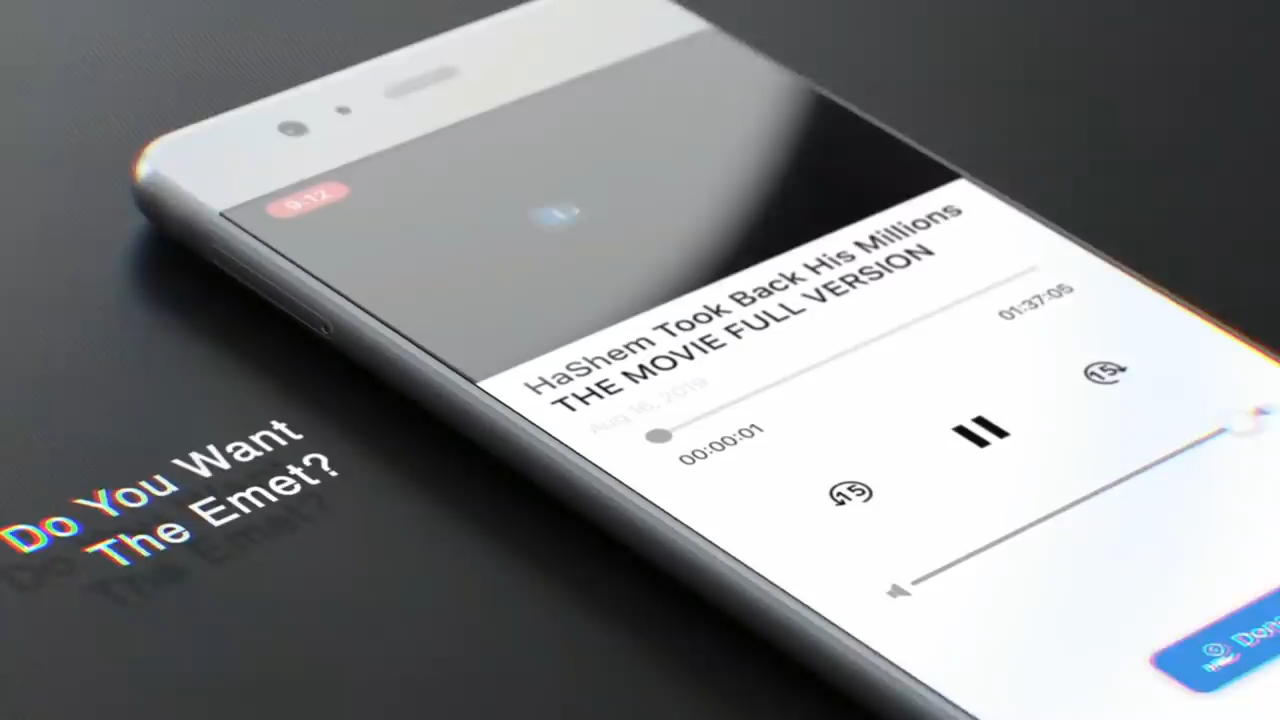 9:12
HaShem Took Back His Millions
THE MOVIE FULL VERSION
Aug 16, 2019
01:37:05
00:00:01
15
15
Do You Want
The Emet?